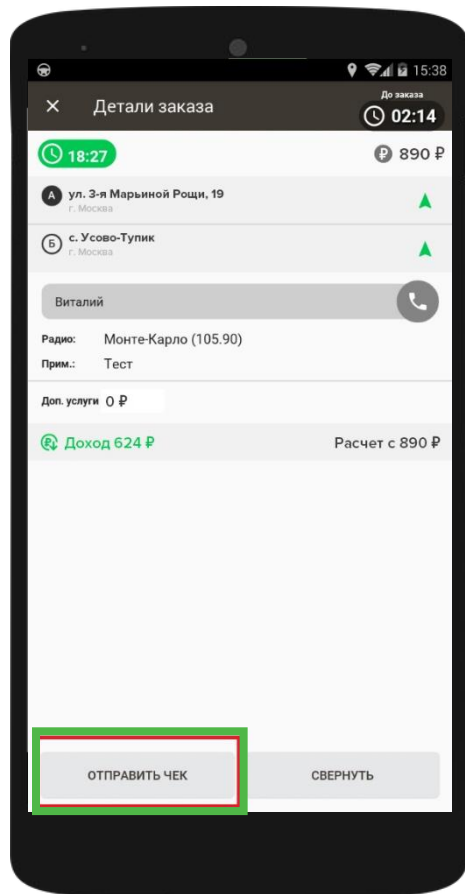 15:38
Детали заказа
До заказа
02:14
18:27
₽ 890 ₽
А ул. 3-я Марьиной Рощи, 19
г. Москва
Б с. Усово-Тупик
г. Москва
Виталий
Радио: Монте-Карло (105.90)
Прим.: Тест
Доп. услуги 0 ₽
Доход 624 ₽ Расчет с 890 ₽
ОТПРАВИТЬ ЧЕК СВЕРНУТЬ